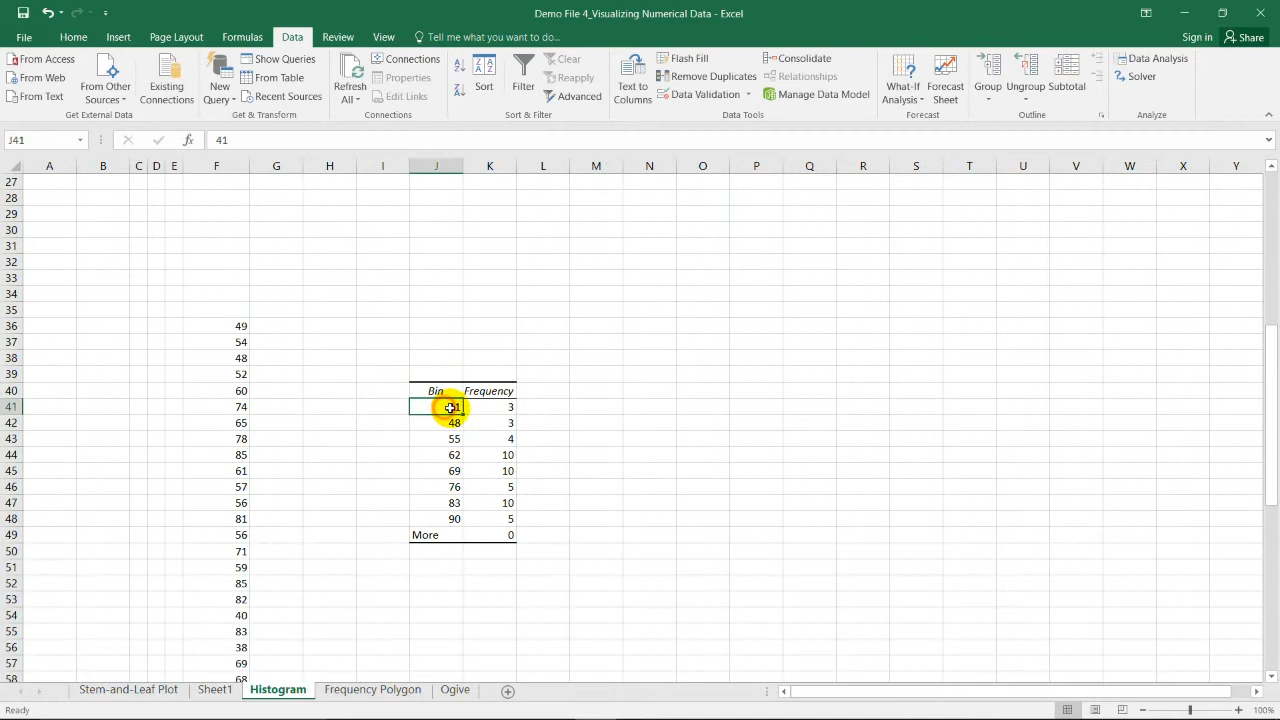 Demo File 4_Visualizing Numerical Data - Excel
File Home Insert Page Layout Formulas Data Review View Tell me what you want to do... Sign in Share
From Access
From Web
From Text
From Other Sources
Existing Connections
Get External Data
New Query
Show Queries
From Table
Recent Sources
Get & Transform
Refresh All
Connections
Properties
Edit Links
Connections
Sort
Filter
Clear
Reapply
Advanced
Sort & Filter
Text to Columns
Flash Fill
Remove Duplicates
Data Validation
Consolidate
Relationships
Manage Data Model
Data Tools
What-If Analysis
Forecast Sheet
Forecast
Group
Ungroup
Subtotal
Outline
Data Analysis
Solver
Analyze
J41 fx 41
A B C D E F G H I J K L M N O P Q R S T U V W X Y
27
28
29
30
31
32
33
34
35
36 49
37 54
38 48
39 52
40 60 Bin Frequency
41 74 3
42 65 48 3
43 78 55 4
44 85 62 10
45 61 69 10
46 57 76 5
47 56 83 10
48 81 90 5
49 56 More 0
50 71
51 59
52 85
53 82
54 40
55 83
56 38
57 69
58 68
Stem-and-Leaf Plot Sheet1 Histogram Frequency Polygon Ogive
Ready 100%